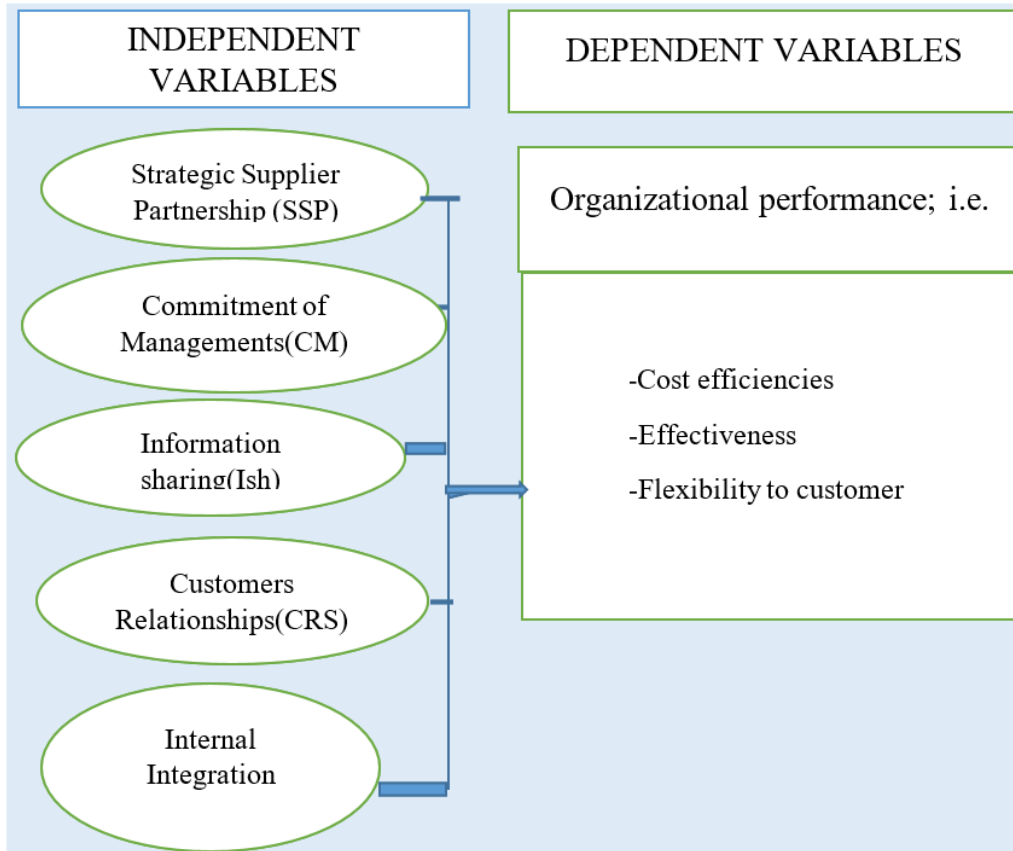 INDEPENDENT
VARIABLES
DEPENDENT VARIABLES
Strategic Supplier
Partnership (SSP)
Commitment of
Managements(CM)
Information
sharing(Ish)
Customers
Relationships(CRS)
Internal
Integration
Organizational performance; i.e.
-Cost efficiencies
-Effectiveness
-Flexibility to customer